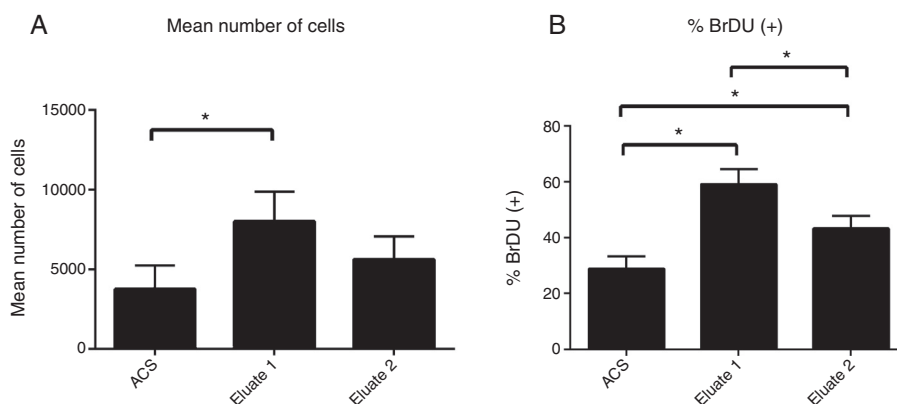 A
Mean number of cells
*
15000
10000
5000
0
Mean number of cells
ACS
Eluate 1
Eluate 2
B
% BrDU (+)
*
*
*
80
60
40
20
0
% BrDU (+)
ACS
Eluate 1
Eluate 2